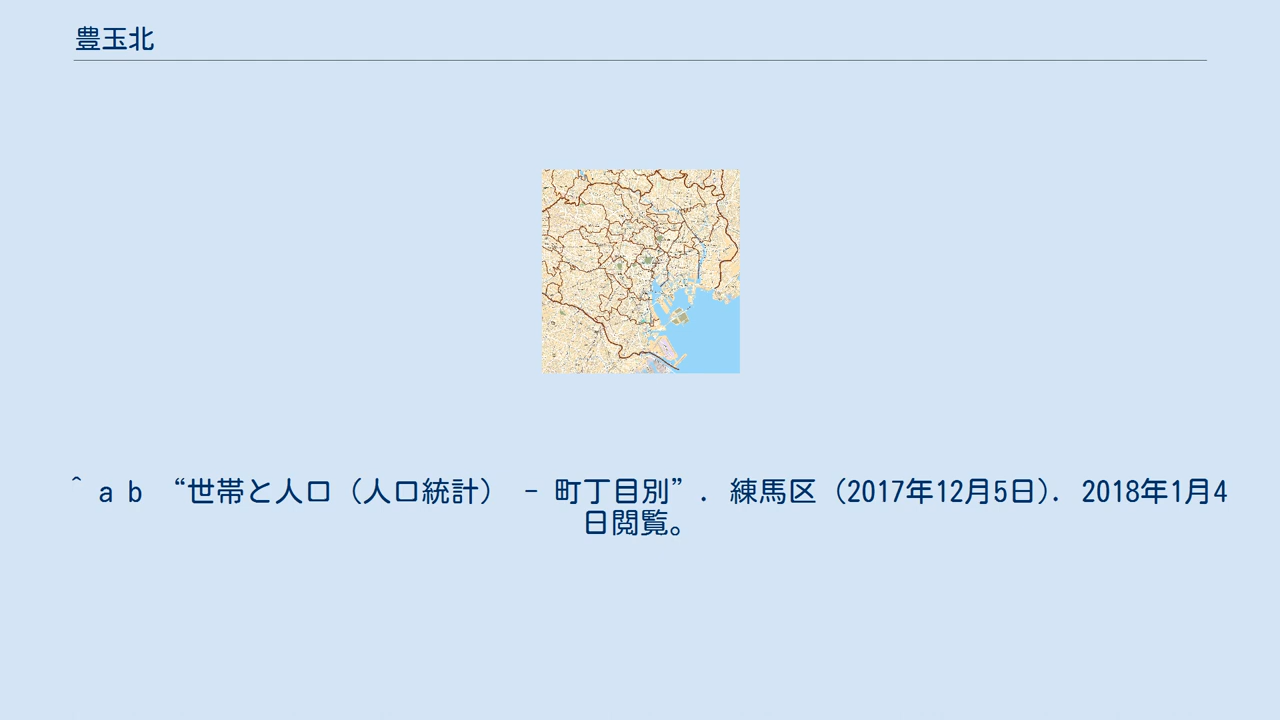 豊玉北
^ a b “世帯と人口（人口統計） - 町丁目別”. 練馬区 (2017年12月5日). 2018年1月4
日閲覧。